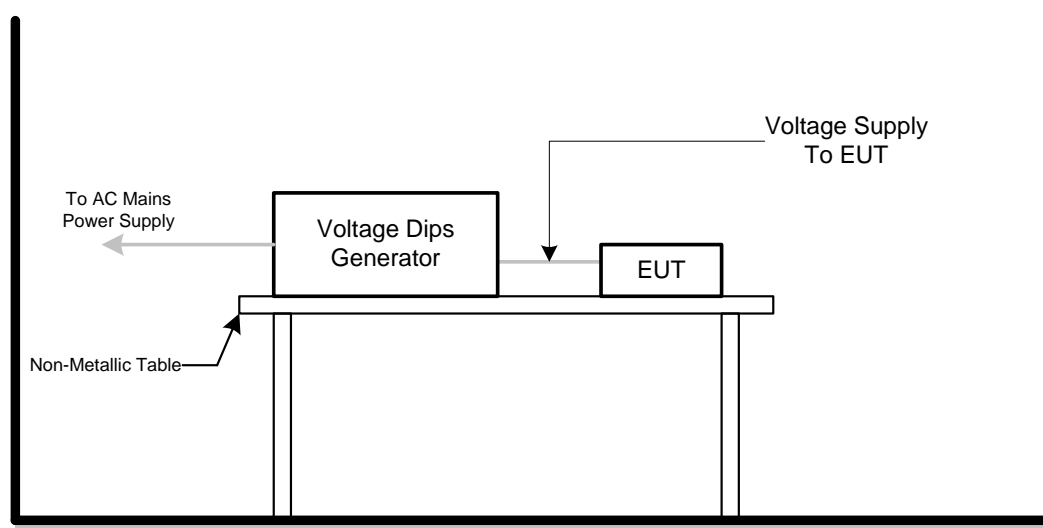 Voltage Supply
To EUT
To AC Mains
Power Supply
Voltage Dips
Generator
EUT
Non-Metallic Table